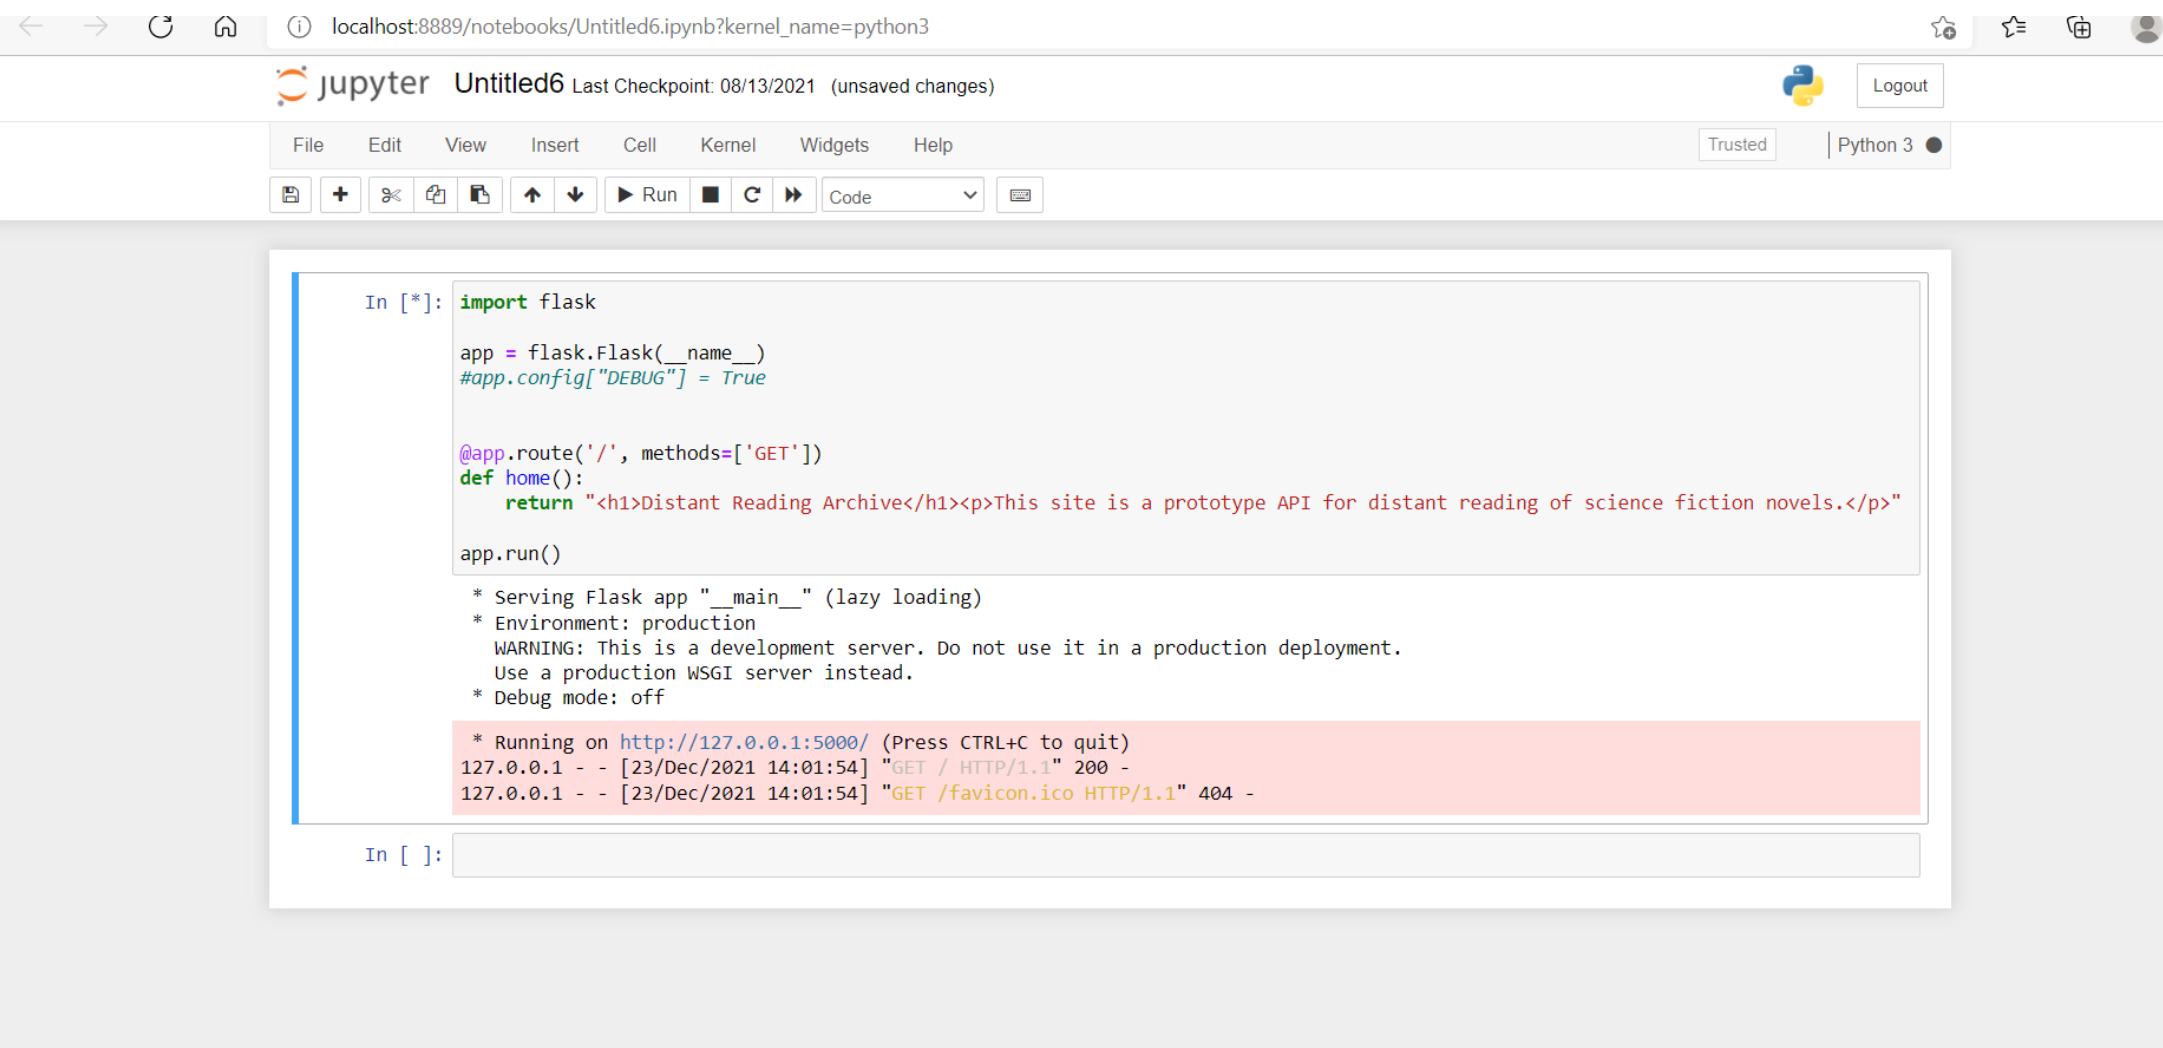 localhost:8889/notebooks/Untitled6.ipynb?kernel_name=python3
jupyter Untitled6 Last Checkpoint: 08/13/2021 (unsaved changes) Logout
File Edit View Insert Cell Kernel Widgets Help Trusted Python 3
Run Code
In [*]: import flask
app = flask.Flask(__name__)
#app.config["DEBUG"] = True
@app.route('/', methods=['GET'])
def home():
    return "<h1>Distant Reading Archive</h1><p>This site is a prototype API for distant reading of science fiction novels.</p>"
app.run()
* Serving Flask app "__main__" (lazy loading)
* Environment: production
WARNING: This is a development server. Do not use it in a production deployment.
Use a production WSGI server instead.
* Debug mode: off
* Running on http://127.0.0.1:5000/ (Press CTRL+C to quit)
127.0.0.1 - - [23/Dec/2021 14:01:54] "GET / HTTP/1.1" 200 -
127.0.0.1 - - [23/Dec/2021 14:01:54] "GET /favicon.ico HTTP/1.1" 404 -
In [ ]: